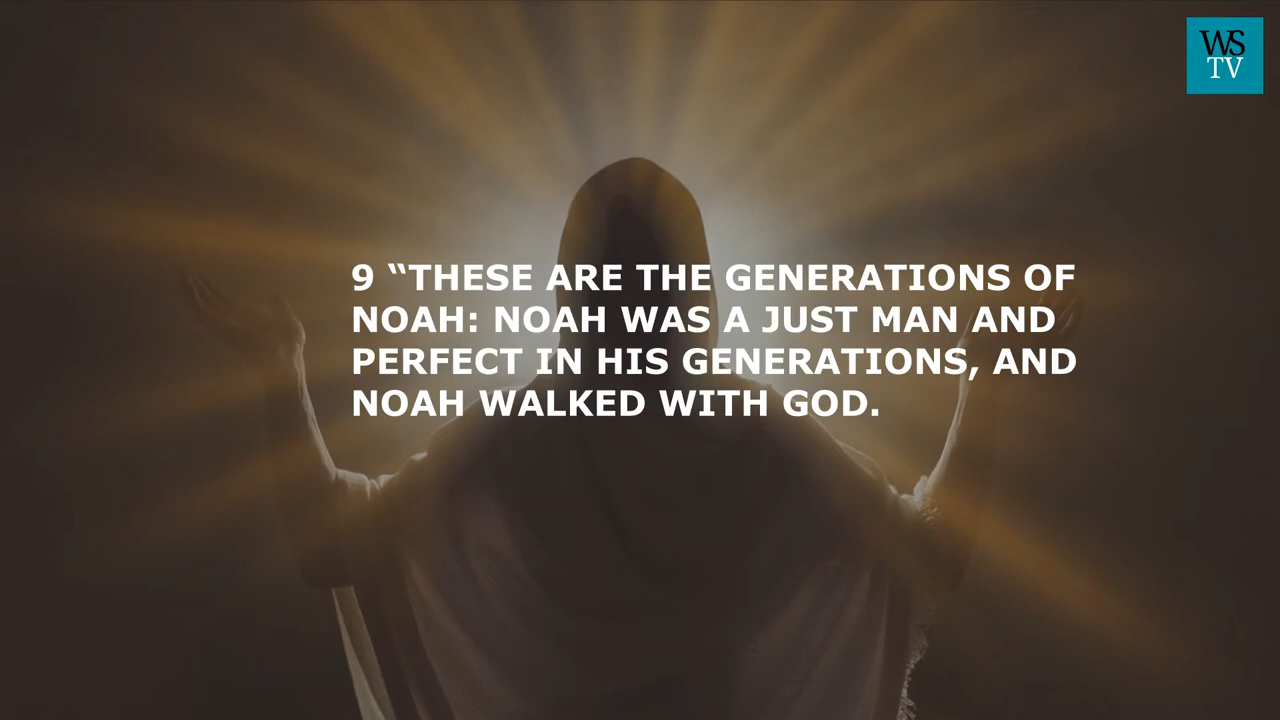 WS
TV
9 “THESE ARE THE GENERATIONS OF
NOAH: NOAH WAS A JUST MAN AND
PERFECT IN HIS GENERATIONS, AND
NOAH WALKED WITH GOD.